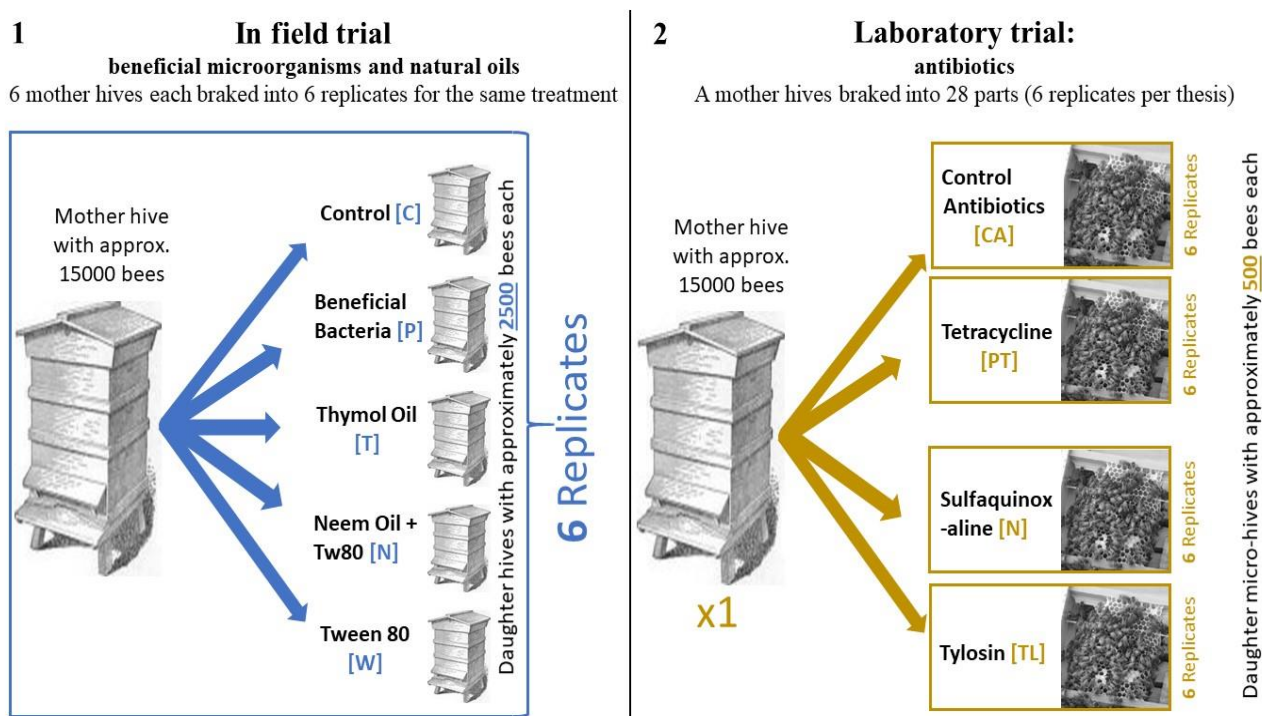 1
In field trial
beneficial microorganisms and natural oils
6 mother hives each braked into 6 replicates for the same treatment
Mother hive
with approx.
15000 bees
Control [C]
Beneficial
Bacteria [P]
Thymol Oil
[T]
Neem Oil +
Tw80 [N]
Tween 80
[W]
Daughter hives with approximately 2500 bees each
6 Replicates
2
Laboratory trial:
antibiotics
A mother hives braked into 28 parts (6 replicates per thesis)
Mother hive
with approx.
15000 bees
x1
Control
Antibiotics
[CA]
6 Replicates
Tetracycline
[PT]
6 Replicates
Sulfaquinox
-aline [N]
6 Replicates
Tylosin [TL]
6 Replicates
Daughter micro-hives with approximately 500 bees each